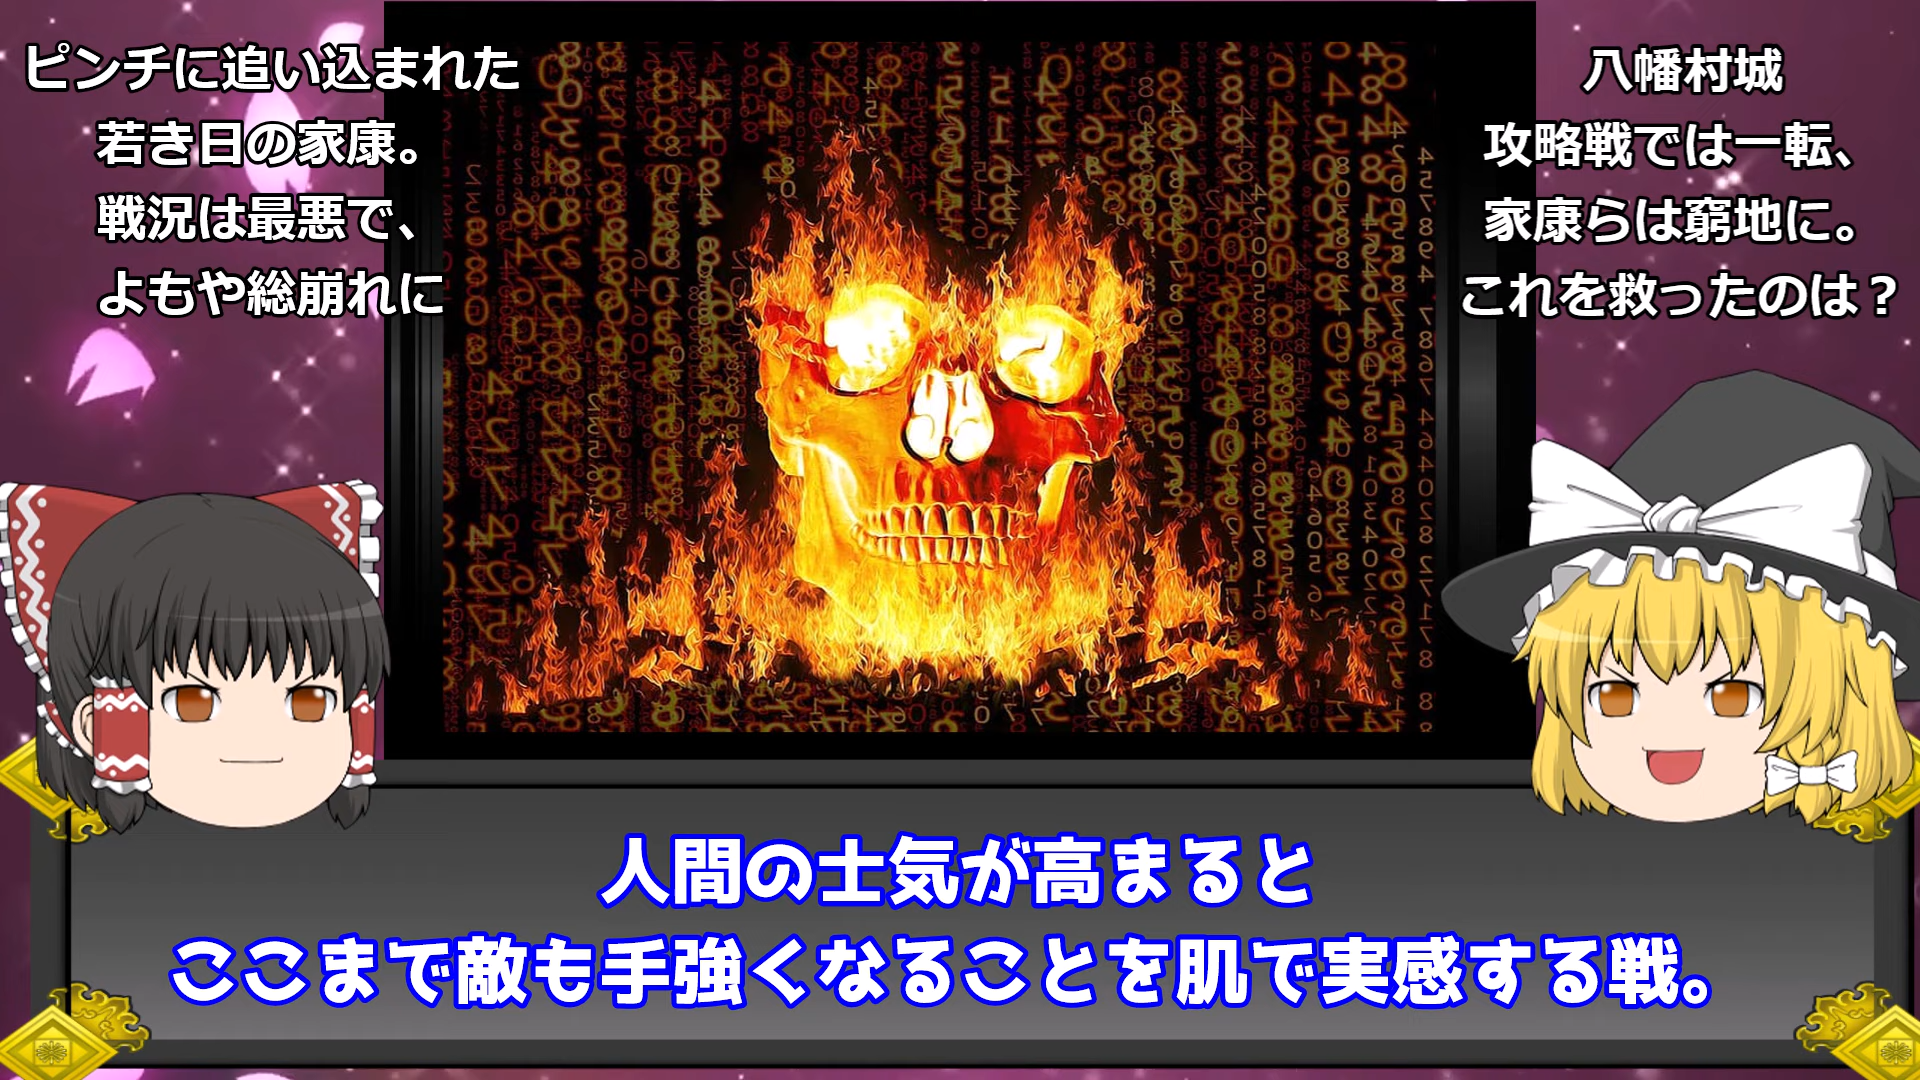 ピンチに追い込まれた
若き日の家康。
戦況は最悪で、
よもや総崩れに
八幡村城
攻略戦では一転、
家康らは窮地に。
これを救ったのは？
人間の士気が高まると
ここまで敵も手強くなることを肌で実感する戦。